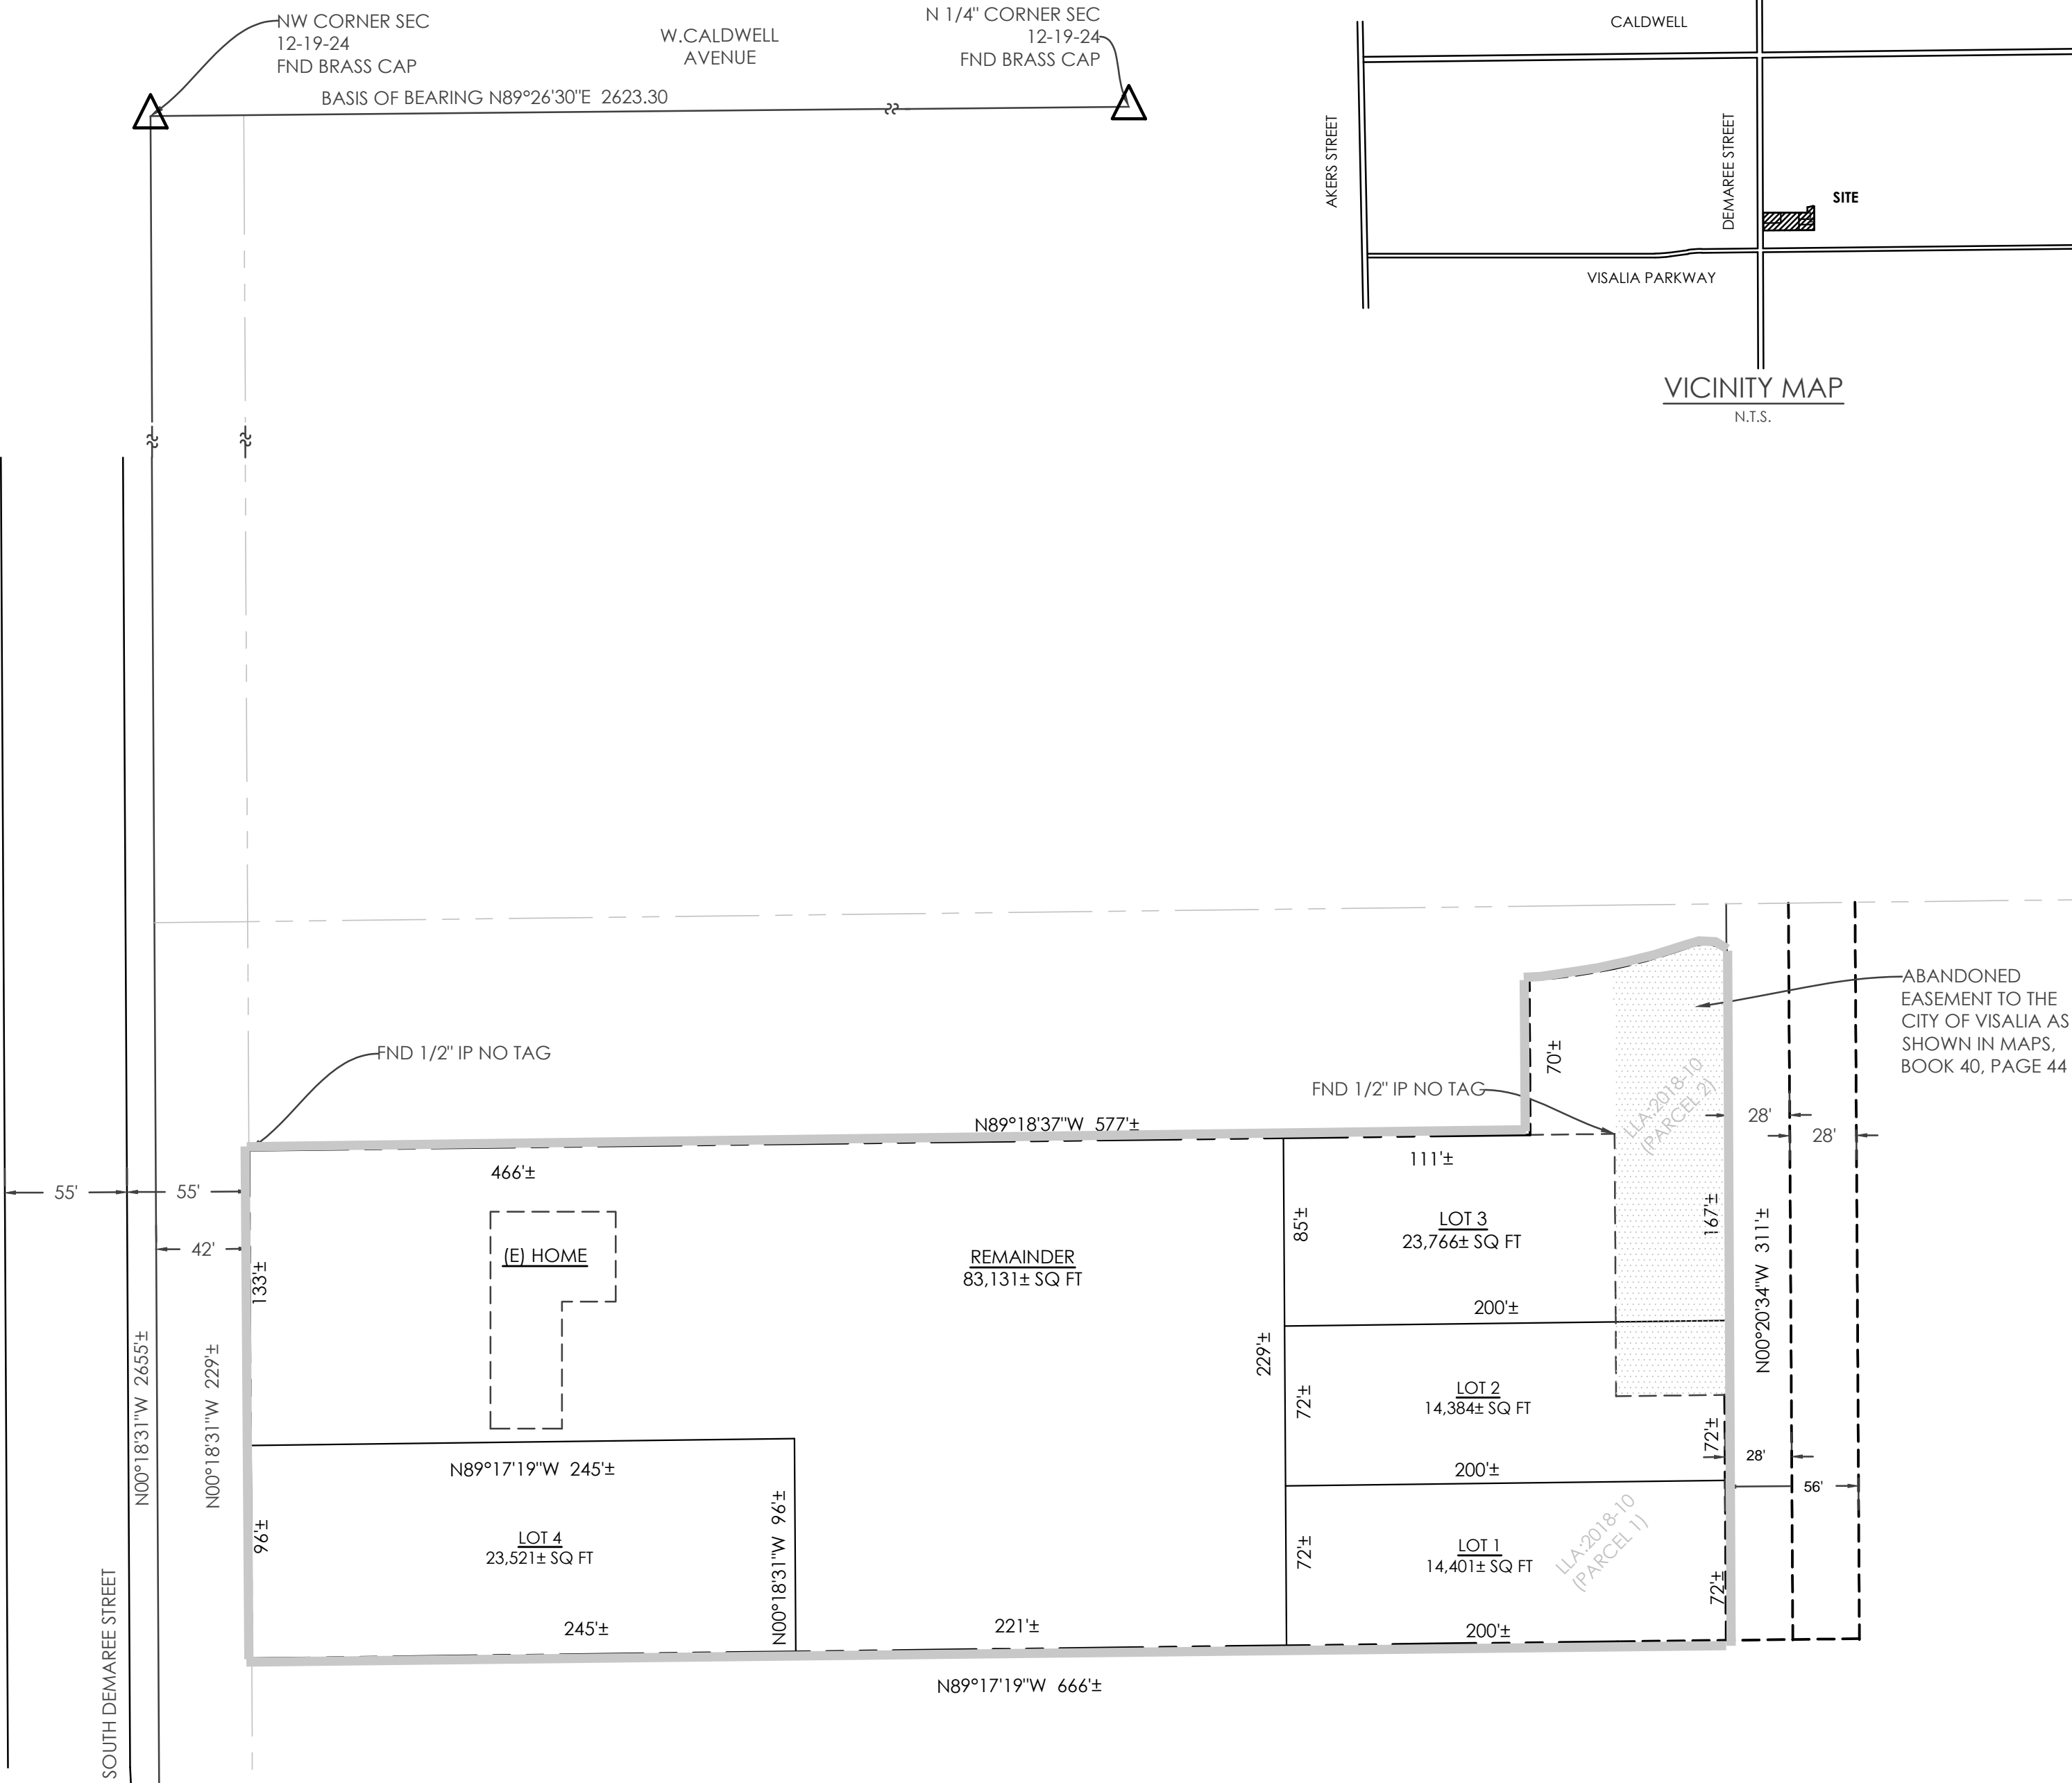 NW CORNER SEC
12-19-24
FND BRASS CAP
W.CALDWELL
AVENUE
N 1/4" CORNER SEC
12-19-24
FND BRASS CAP
BASIS OF BEARING N89°26'30"E 2623.30
CALDWELL
AKERS STREET
DEMAREE STREET
SITE
VISALIA PARKWAY
VICINITY MAP
N.T.S.
ABANDONED
EASEMENT TO THE
CITY OF VISALIA AS
SHOWN IN MAPS,
BOOK 40, PAGE 44
FND 1/2" IP NO TAG
FND 1/2" IP NO TAG
70'±
LLA:2018-10
(PARCEL 2)
28'
28'
N89°18'37"W 577'±
466'±
111'±
55'
55'
42'
133'±
(E) HOME
REMAINDER
83,131± SQ FT
85'±
LOT 3
23,766± SQ FT
167'±
N00°20'34"W 311'±
200'±
N00°18'31"W 2655'±
N00°18'31"W 229'±
229'±
72'±
LOT 2
14,384± SQ FT
72'±
28'
200'±
56'
N89°17'19"W 245'±
96'±
LOT 4
23,521± SQ FT
N00°18'31"W 96'±
72'±
LOT 1
14,401± SQ FT
LLA:2018-10
(PARCEL 1)
72'±
245'±
221'±
200'±
N89°17'19"W 666'±
SOUTH DEMAREE STREET